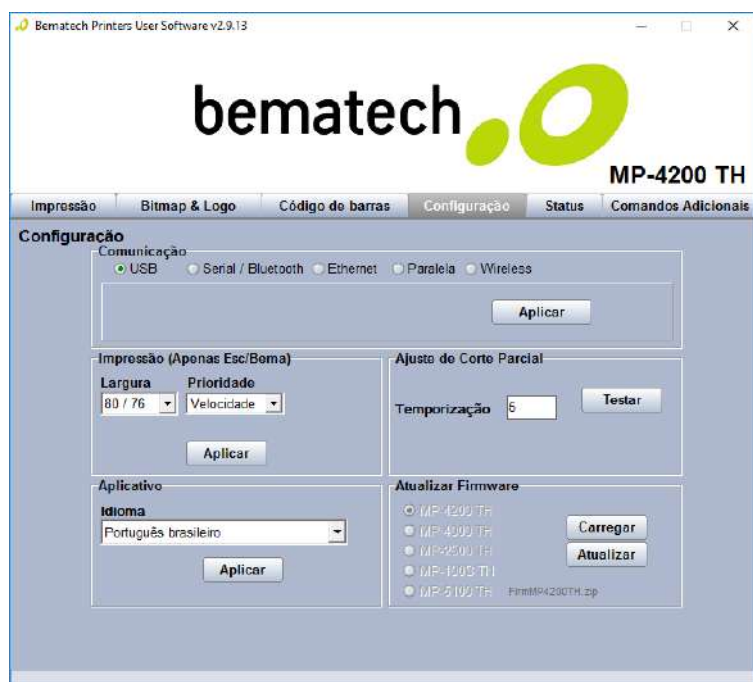 Bematech Printers User Software v2.9.13
bematech
MP-4200 TH
Impressão Bitmap & Logo Código de barras Configuração Status Comandos Adicionais
Configuração
Comunicação
USB Serial / Bluetooth Ethernet Paralela Wireless
Aplicar
Impressão (Apenas Esc/Bema)
Largura Prioridade
80 / 76 Velocidade
Aplicar
Ajuste de Corte Parcial
Temporização 5 Testar
Aplicativo
Idioma
Português brasileiro
Aplicar
Atualizar Firmware
MP-4200 TH
MP-4000 TH
MP-2500 TH
MP-100S TH
MP-5100 TH
Carregar
Atualizar
FirmMP4200TH.zip